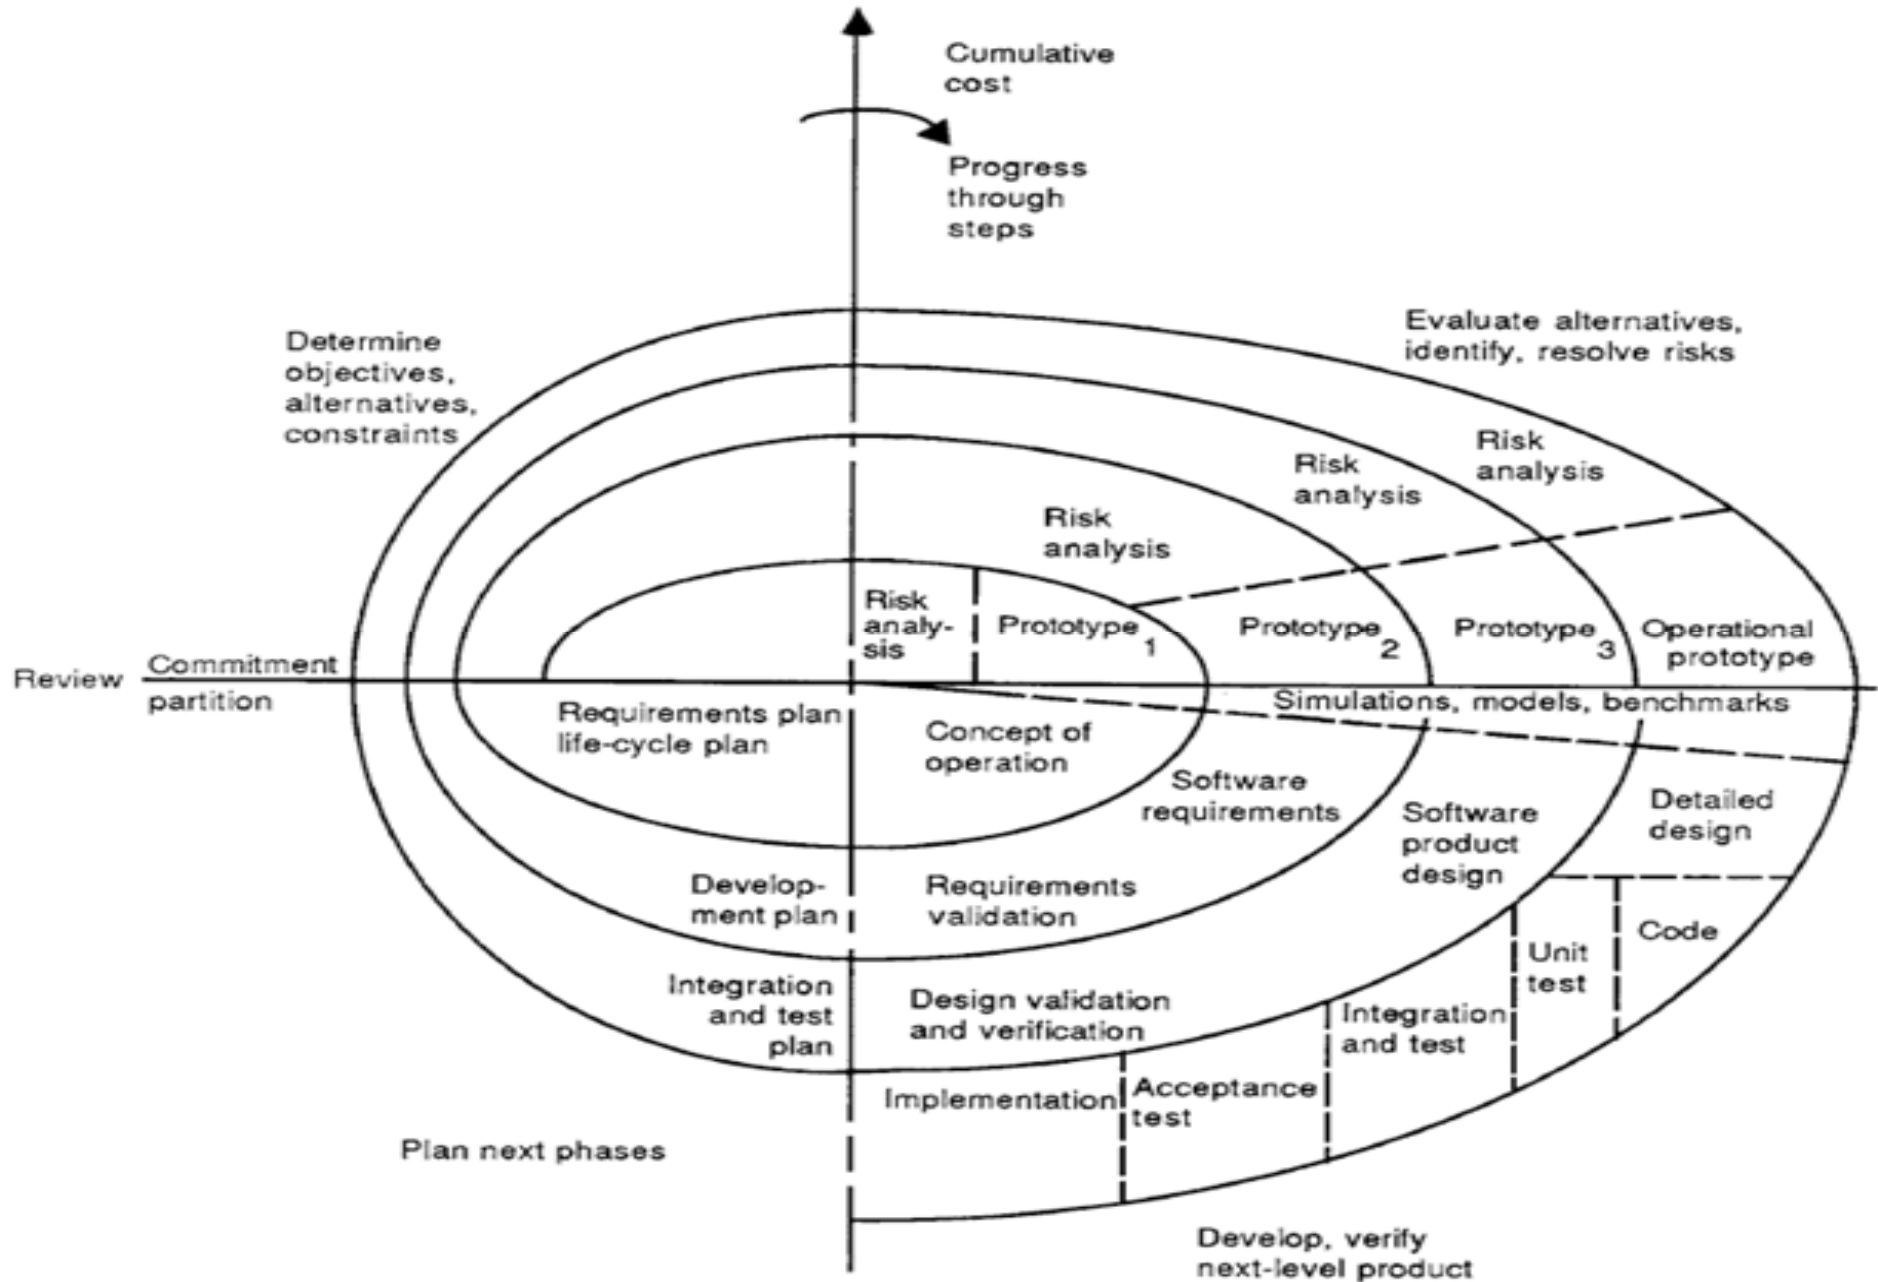 Cumulative
cost
Progress
through
steps
Determine
objectives,
alternatives,
constraints
Evaluate alternatives,
identify, resolve risks
Risk
analysis
Risk
analysis
Risk
analysis
Risk
analy-
sis
Prototype 1
Prototype 2
Prototype 3
Operational
prototype
Review
Commitment
partition
Simulations, models, benchmarks
Requirements plan
life-cycle plan
Concept of
operation
Software
requirements
Software
product
design
Detailed
design
Develop-
ment plan
Requirements
validation
Code
Unit
test
Integration
and test
plan
Design validation
and verification
Integration
and test
Acceptance
test
Implementation
Plan next phases
Develop, verify
next-level product